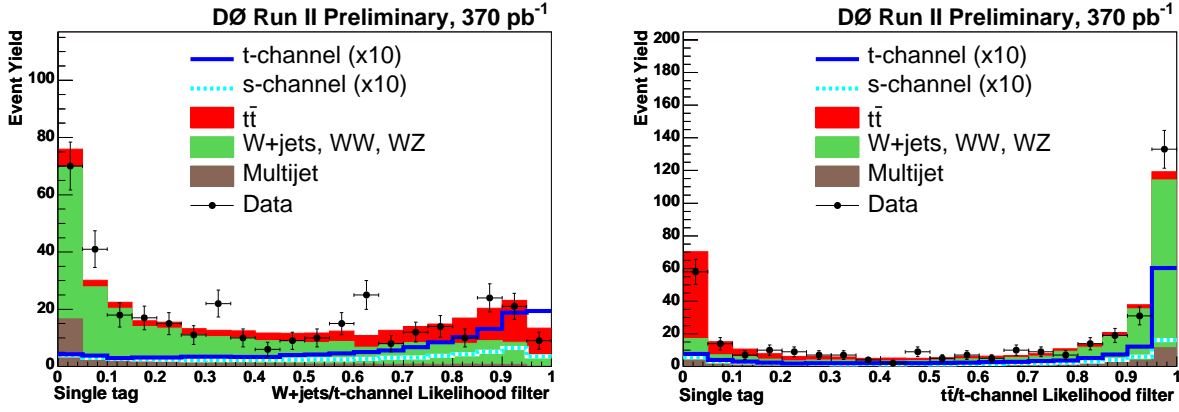 DØ Run II Preliminary, 370 pb⁻¹
Event Yield
100
80
60
40
20
0
t-channel (x10)
s-channel (x10)
tt̄
W+jets, WW, WZ
Multijet
Data
0 0.1 0.2 0.3 0.4 0.5 0.6 0.7 0.8 0.9 1
Single tag W+jets/t-channel Likelihood filter
DØ Run II Preliminary, 370 pb⁻¹
Event Yield
200
180
160
140
120
100
80
60
40
20
0
t-channel (x10)
s-channel (x10)
tt̄
W+jets, WW, WZ
Multijet
Data
0 0.1 0.2 0.3 0.4 0.5 0.6 0.7 0.8 0.9 1
Single tag tt̄/t-channel Likelihood filter